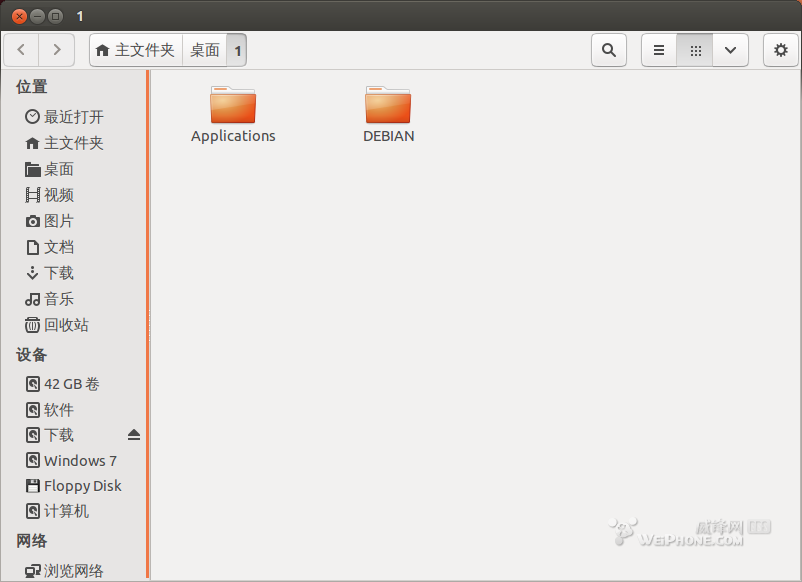 1
主文件夹 桌面 1
位置
最近打开
主文件夹
桌面
视频
图片
文档
下载
音乐
回收站
设备
42 GB 卷
软件
下载
Windows 7
Floppy Disk
计算机
网络
浏览网络
Applications
DEBIAN
威锋网
WEIPHONE.COM